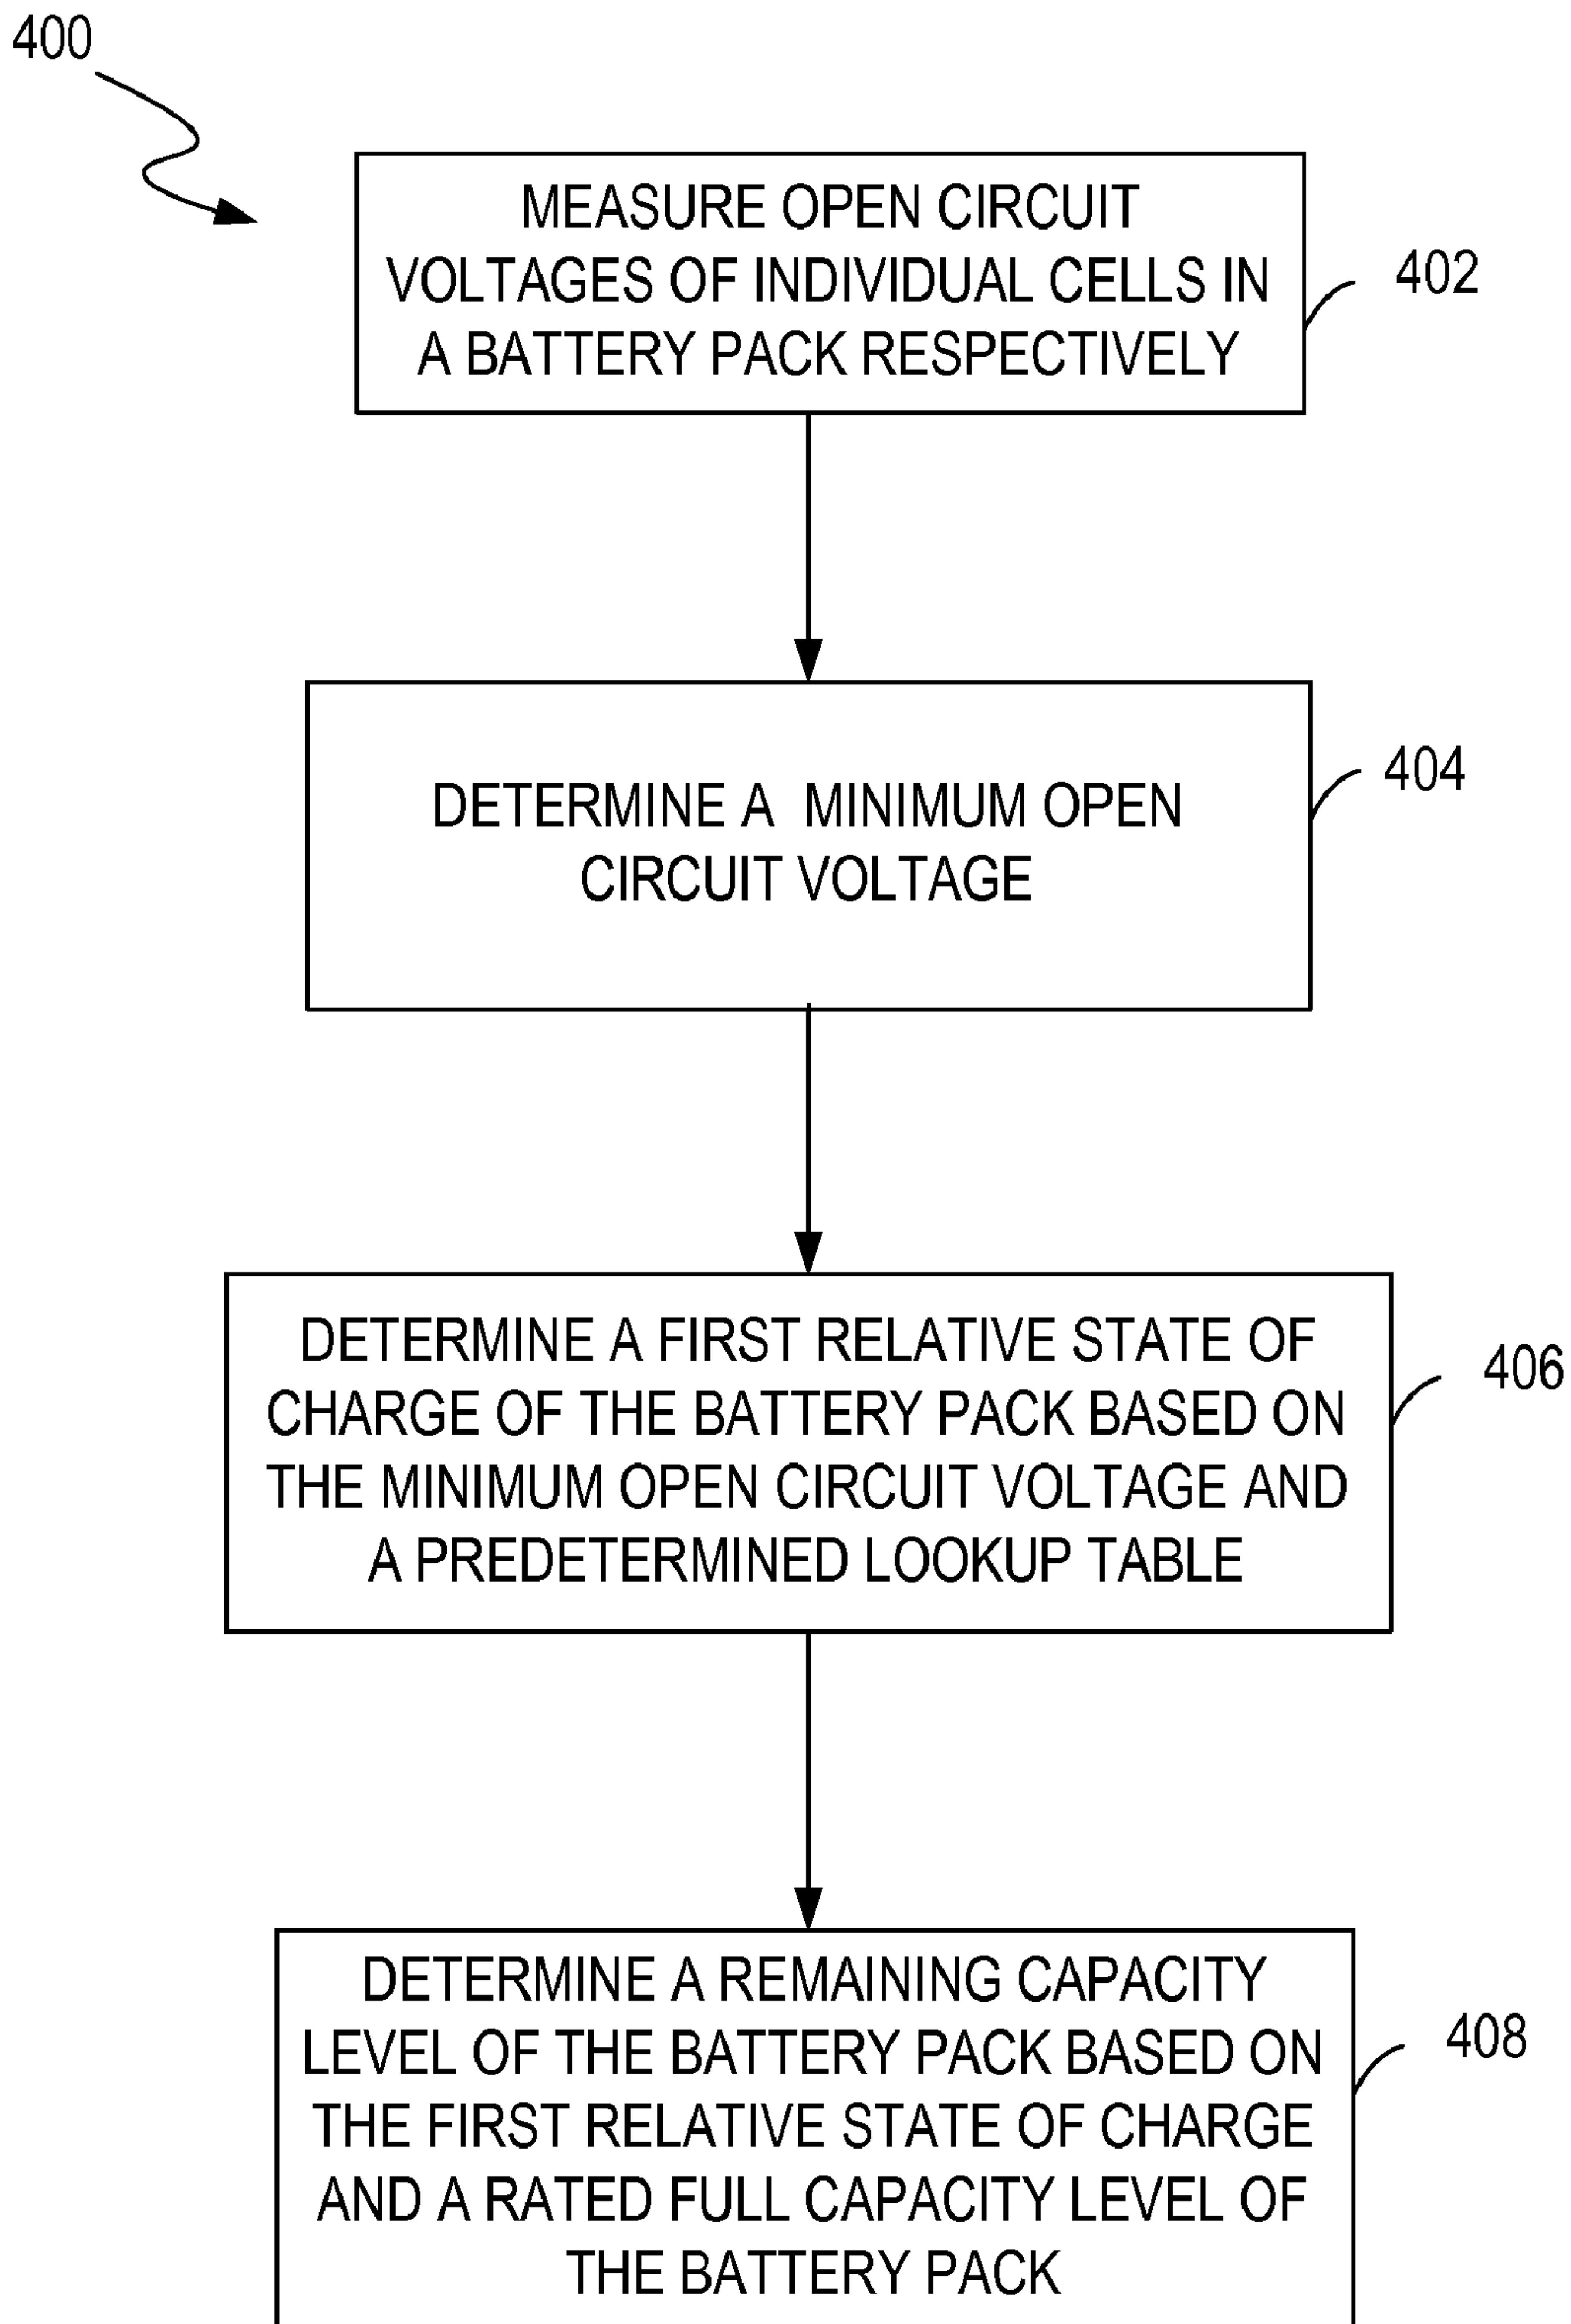 400
MEASURE OPEN CIRCUIT
VOLTAGES OF INDIVIDUAL CELLS IN
A BATTERY PACK RESPECTIVELY
402
DETERMINE A MINIMUM OPEN
CIRCUIT VOLTAGE
404
DETERMINE A FIRST RELATIVE STATE OF
CHARGE OF THE BATTERY PACK BASED ON
THE MINIMUM OPEN CIRCUIT VOLTAGE AND
A PREDETERMINED LOOKUP TABLE
406
DETERMINE A REMAINING CAPACITY
LEVEL OF THE BATTERY PACK BASED ON
THE FIRST RELATIVE STATE OF CHARGE
AND A RATED FULL CAPACITY LEVEL OF
THE BATTERY PACK
408